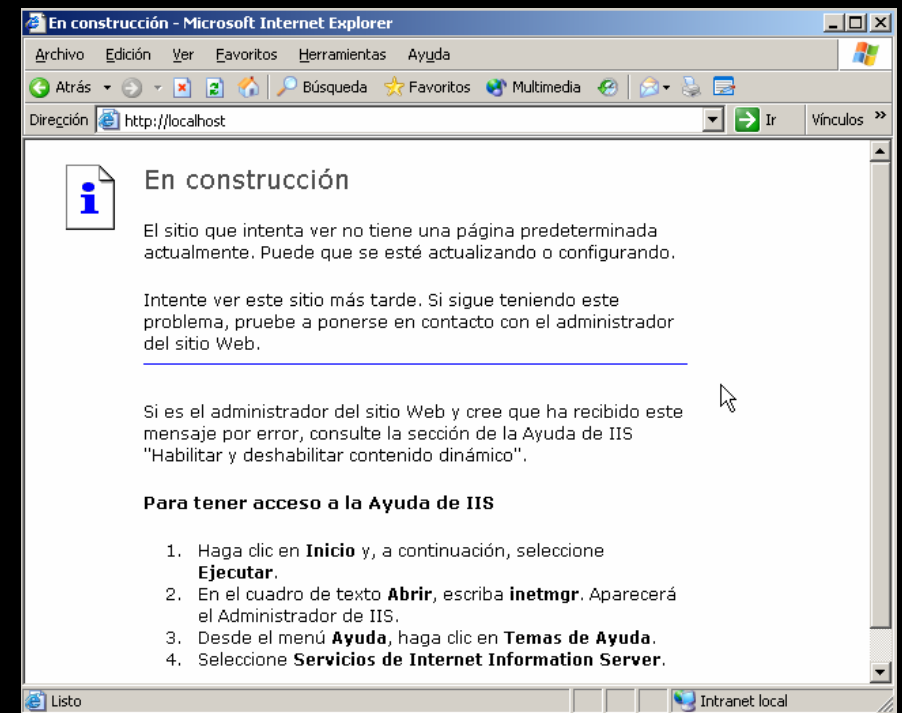 En construcción - Microsoft Internet Explorer
Archivo Edición Ver Favoritos Herramientas Ayuda
Atrás Búsqueda Favoritos Multimedia
Dirección http://localhost Ir Vínculos »
En construcción
El sitio que intenta ver no tiene una página predeterminada
actualmente. Puede que se esté actualizando o configurando.
Intente ver este sitio más tarde. Si sigue teniendo este
problema, pruebe a ponerse en contacto con el administrador
del sitio Web.
Si es el administrador del sitio Web y cree que ha recibido este
mensaje por error, consulte la sección de la Ayuda de IIS
"Habilitar y deshabilitar contenido dinámico".
Para tener acceso a la Ayuda de IIS
1. Haga clic en Inicio y, a continuación, seleccione
Ejecutar.
2. En el cuadro de texto Abrir, escriba inetmgr. Aparecerá
el Administrador de IIS.
3. Desde el menú Ayuda, haga clic en Temas de Ayuda.
4. Seleccione Servicios de Internet Information Server.
Listo Intranet local